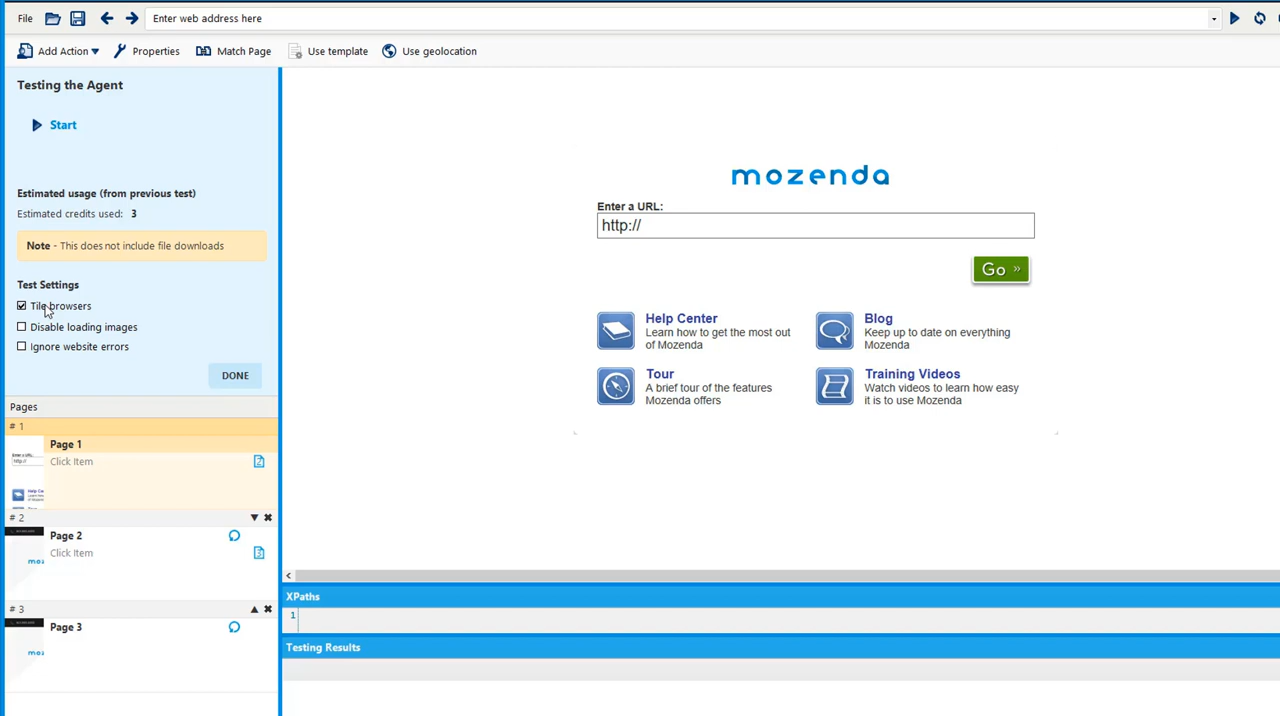 File
Enter web address here
Add Action
Properties
Match Page
Use template
Use geolocation
Testing the Agent
Start
Estimated usage (from previous test)
Estimated credits used: 3
Note - This does not include file downloads
Test Settings
Tile browsers
Disable loading images
Ignore website errors
DONE
Pages
# 1
Page 1
Click Item
2
# 2
Page 2
Click Item
3
# 3
Page 3
mozenda
Enter a URL:
http://
Go »
Help Center
Learn how to get the most out
of Mozenda
Blog
Keep up to date on everything
Mozenda
Tour
A brief tour of the features
Mozenda offers
Training Videos
Watch videos to learn how easy
it is to use Mozenda
XPaths
1
Testing Results